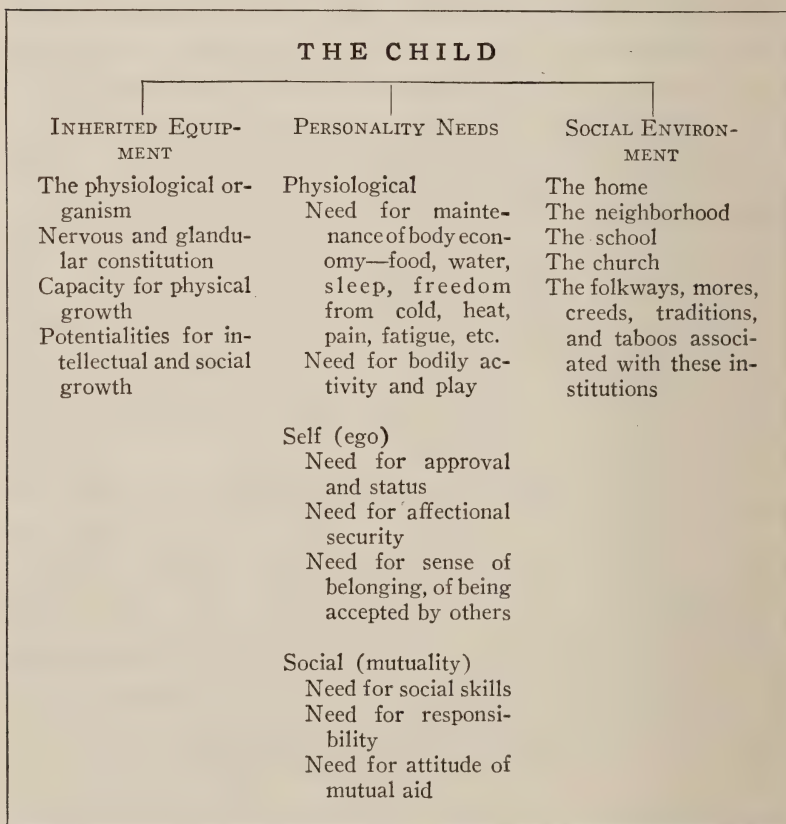 THE CHILD
INHERITED EQUIP-
MENT
The physiological or-
ganism
Nervous and glandu-
lar constitution
Capacity for physical
growth
Potentialities for in-
tellectual and social
growth
PERSONALITY NEEDS
Physiological
Need for mainte-
nance of body econ-
omy—food, water,
sleep, freedom
from cold, heat,
pain, fatigue, etc.
Need for bodily ac-
tivity and play
Self (ego)
Need for approval
and status
Need for affectional
security
Need for sense of
belonging, of being
accepted by others
Social (mutuality)
Need for social skills
Need for responsi-
bility
Need for attitude of
mutual aid
SOCIAL ENVIRON-
MENT
The home
The neighborhood
The school
The church
The folkways, mores,
creeds, traditions,
and taboos associ-
ated with these in-
stitutions